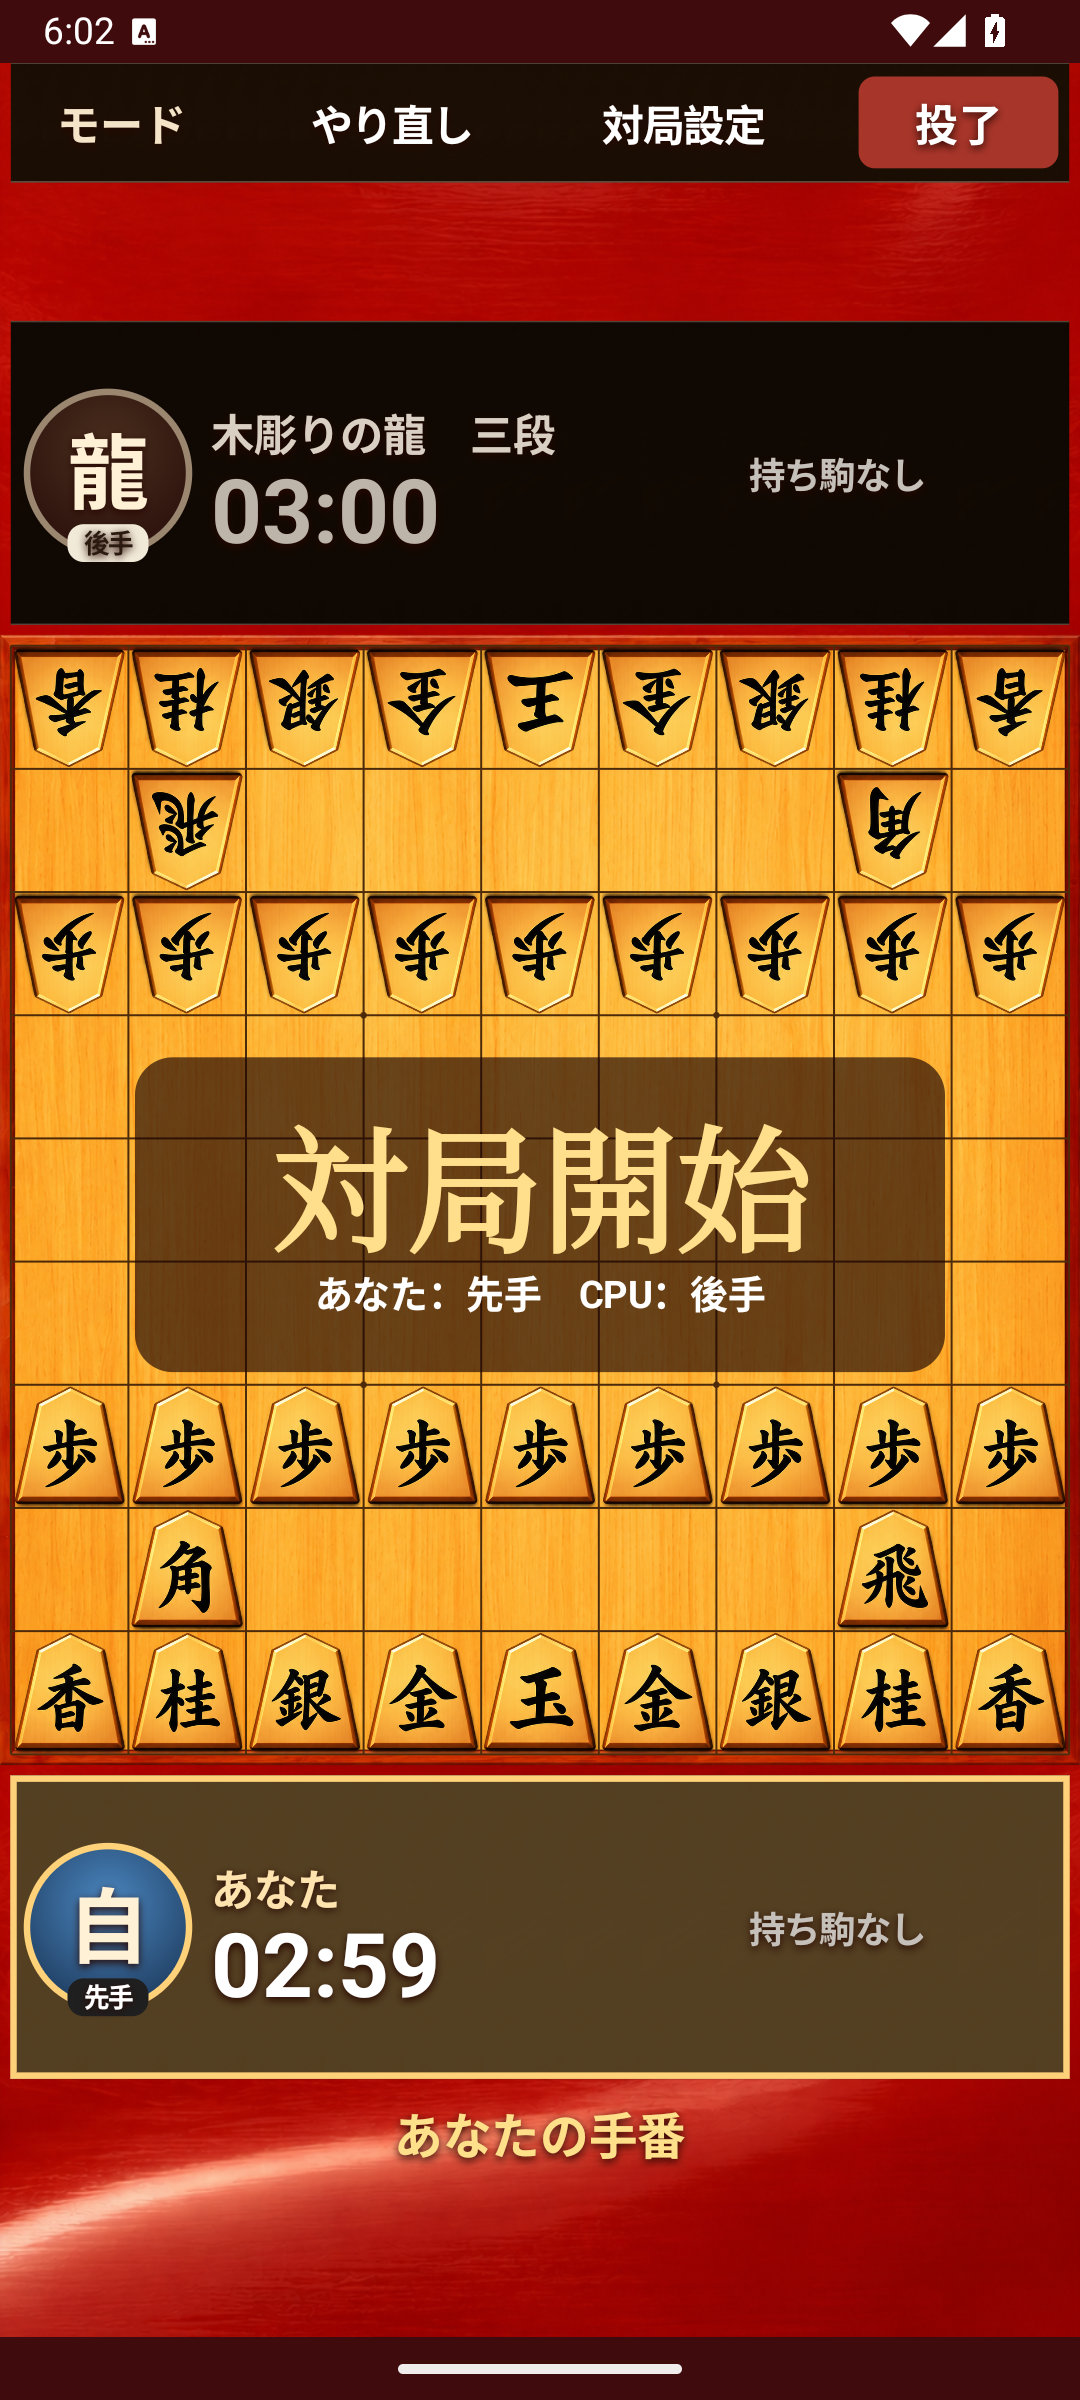 6:02
モード やり直し 対局設定 投了
龍
後手
木彫りの龍　三段
03:00
持ち駒なし
香 桂 銀 金 王 金 銀 桂 香
飛 角
歩 歩 歩 歩 歩 歩 歩 歩 歩
対局開始
あなた：先手　CPU：後手
歩 歩 歩 歩 歩 歩 歩 歩 歩
角 飛
香 桂 銀 金 玉 金 銀 桂 香
自
先手
あなた
02:59
持ち駒なし
あなたの手番